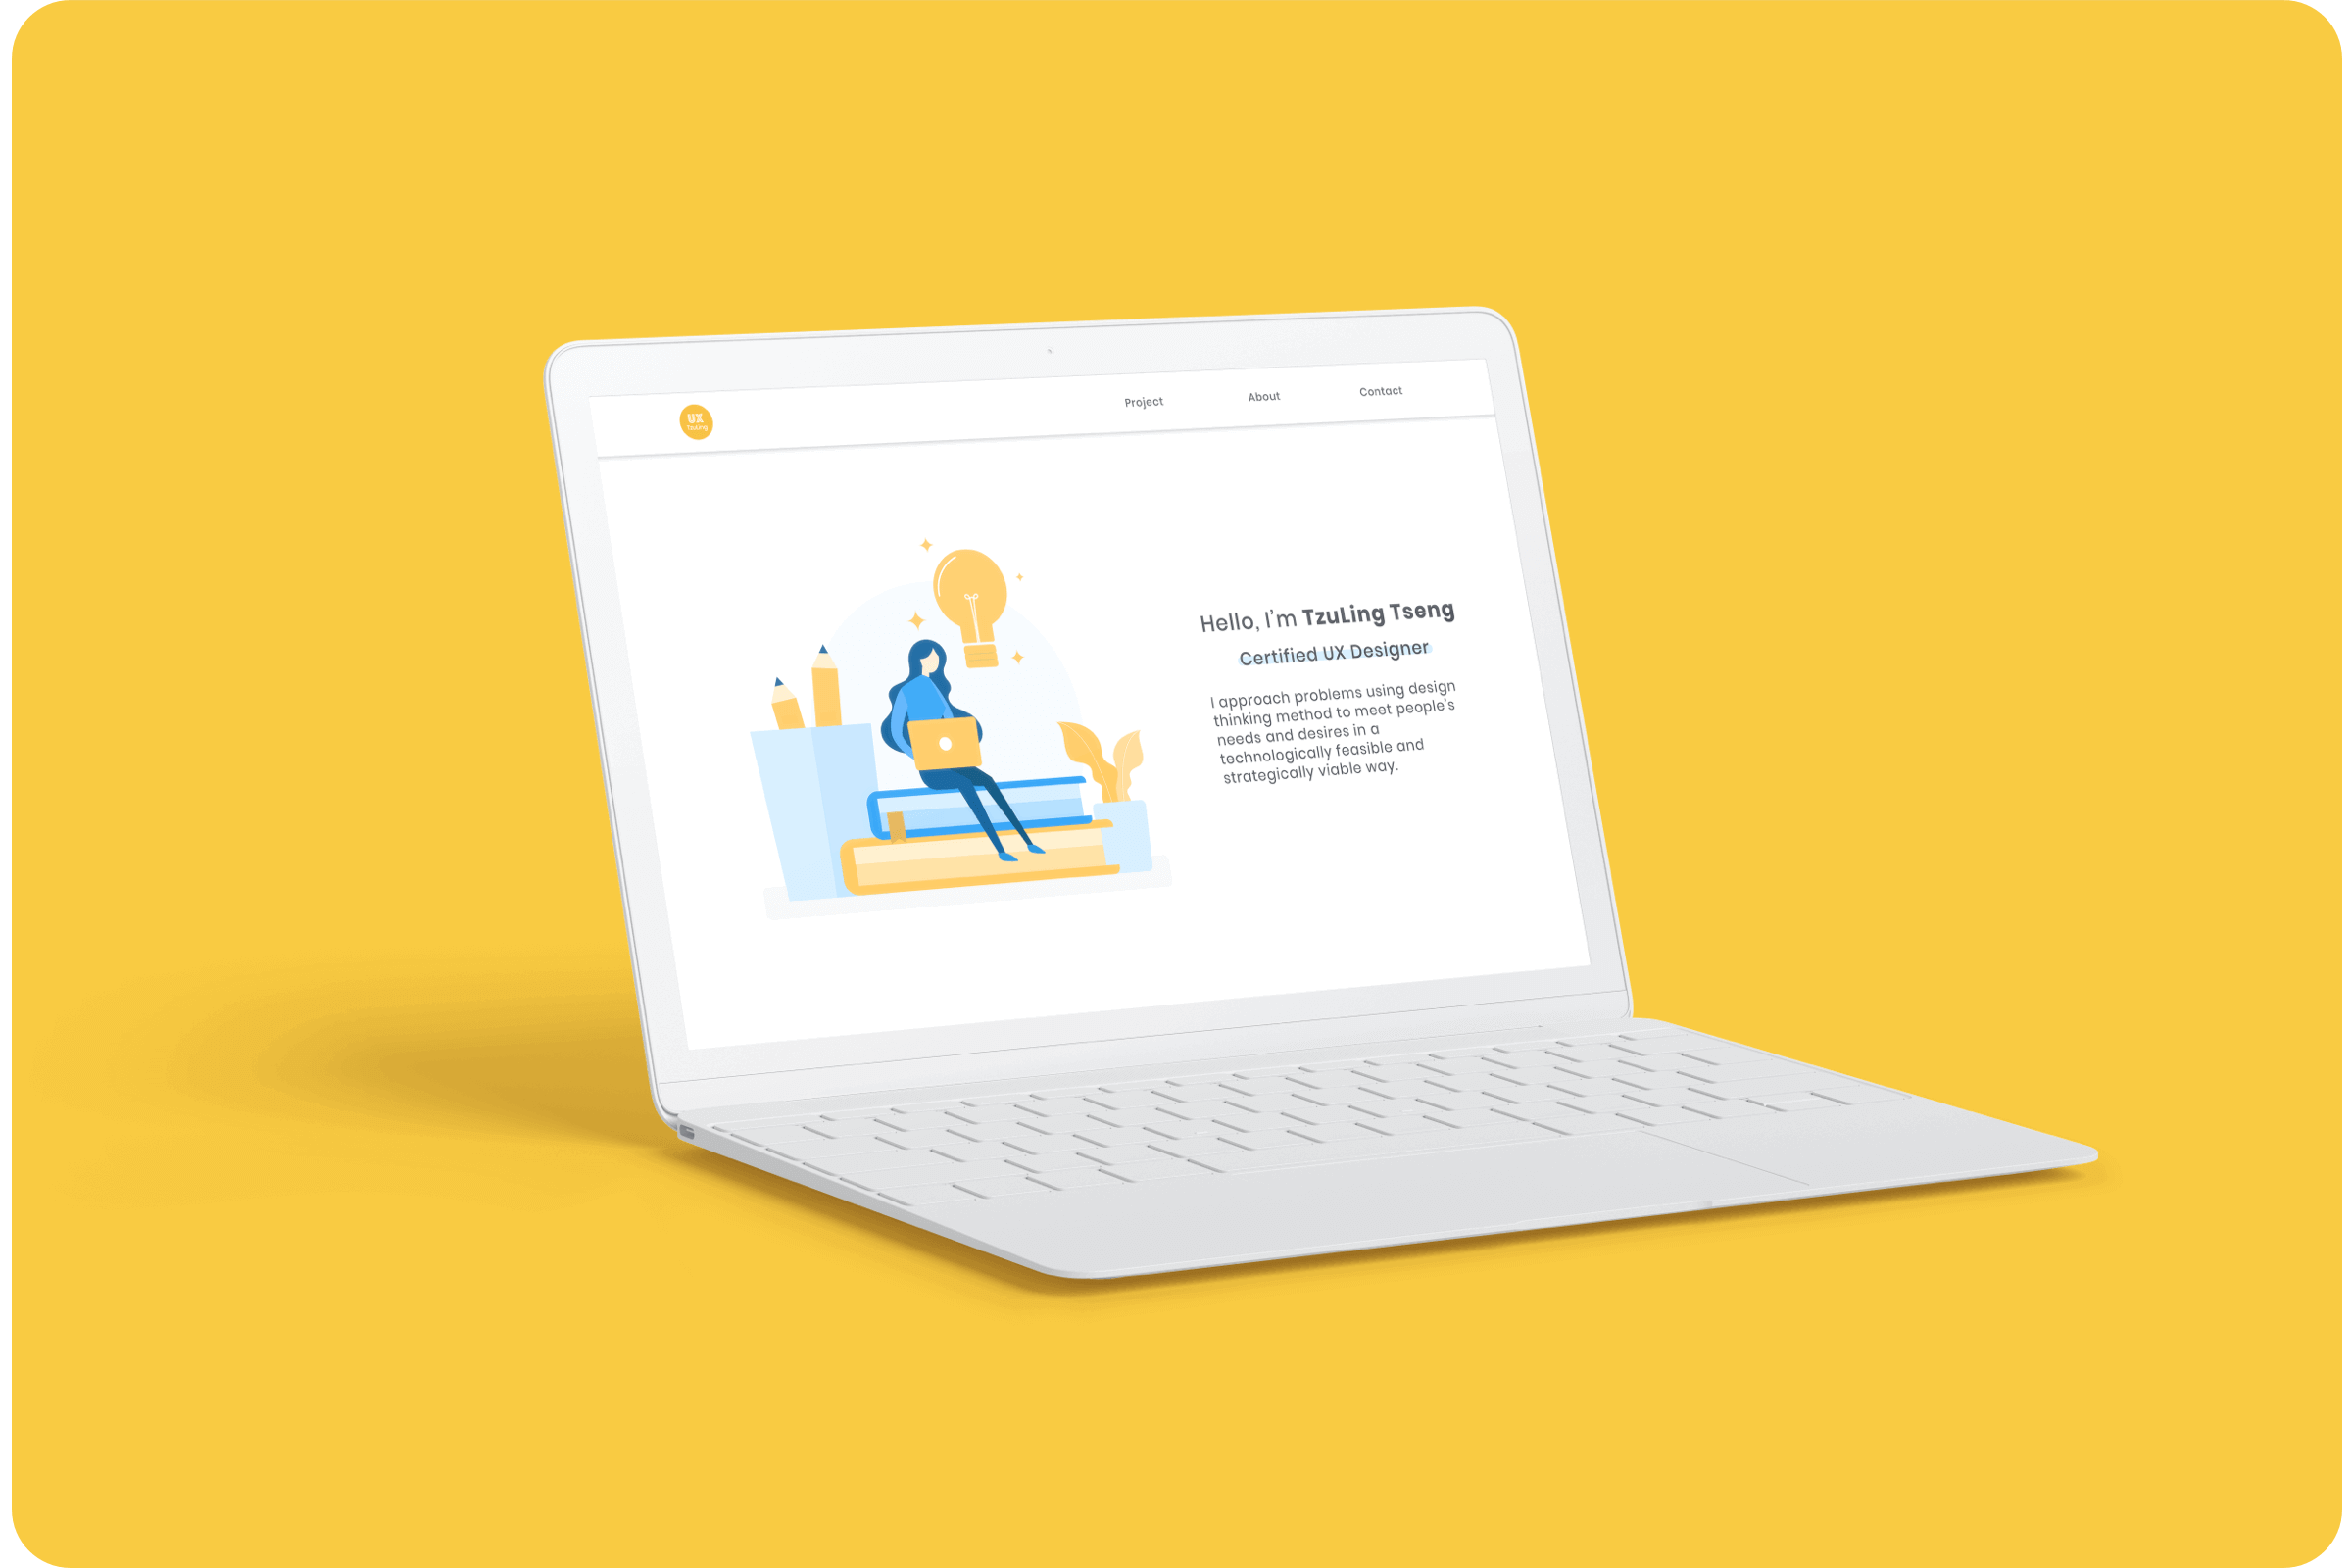 UX
TzuLing
Project
About
Contact
Hello, I'm TzuLing Tseng
Certified UX Designer
I approach problems using design
thinking method to meet people's
needs and desires in a
technologically feasible and
strategically viable way.